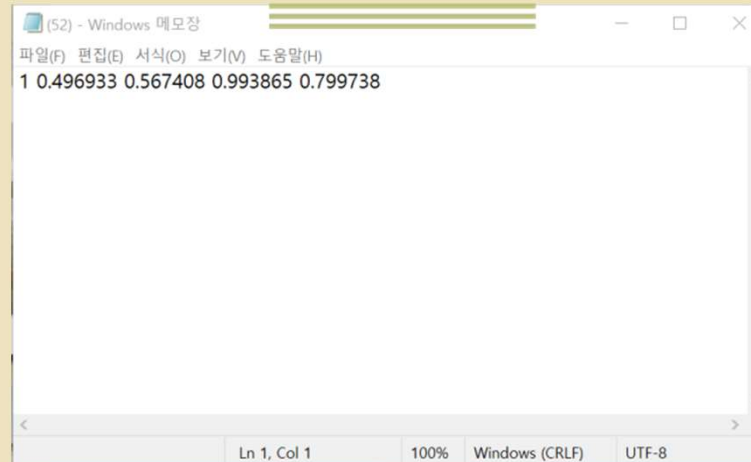 (52) - Windows 메모장
파일(F) 편집(E) 서식(O) 보기(V) 도움말(H)
1 0.496933 0.567408 0.993865 0.799738
Ln 1, Col 1 100% Windows (CRLF) UTF-8